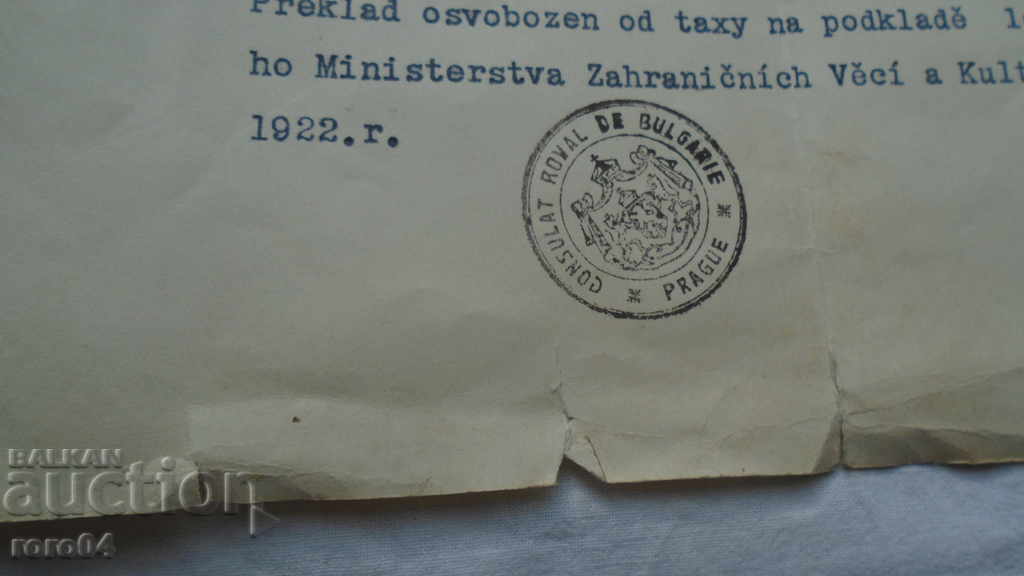 Překlad osvobozen od taxy na podkladě
ho Ministerstva Zahraničních Věcí a Kult
1922.r.
CONSULAT ROYAL DE BULGARIE
* PRAGUE *
BALKAN
auction
roro04